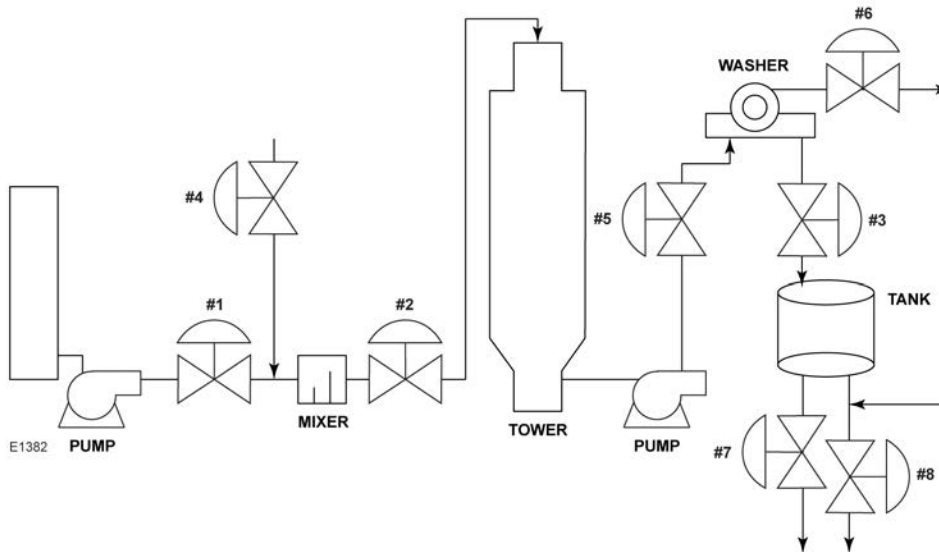 #6
WASHER
#4
#5
#3
#1
#2
TANK
MIXER
TOWER
PUMP
E1382
PUMP
#7
#8